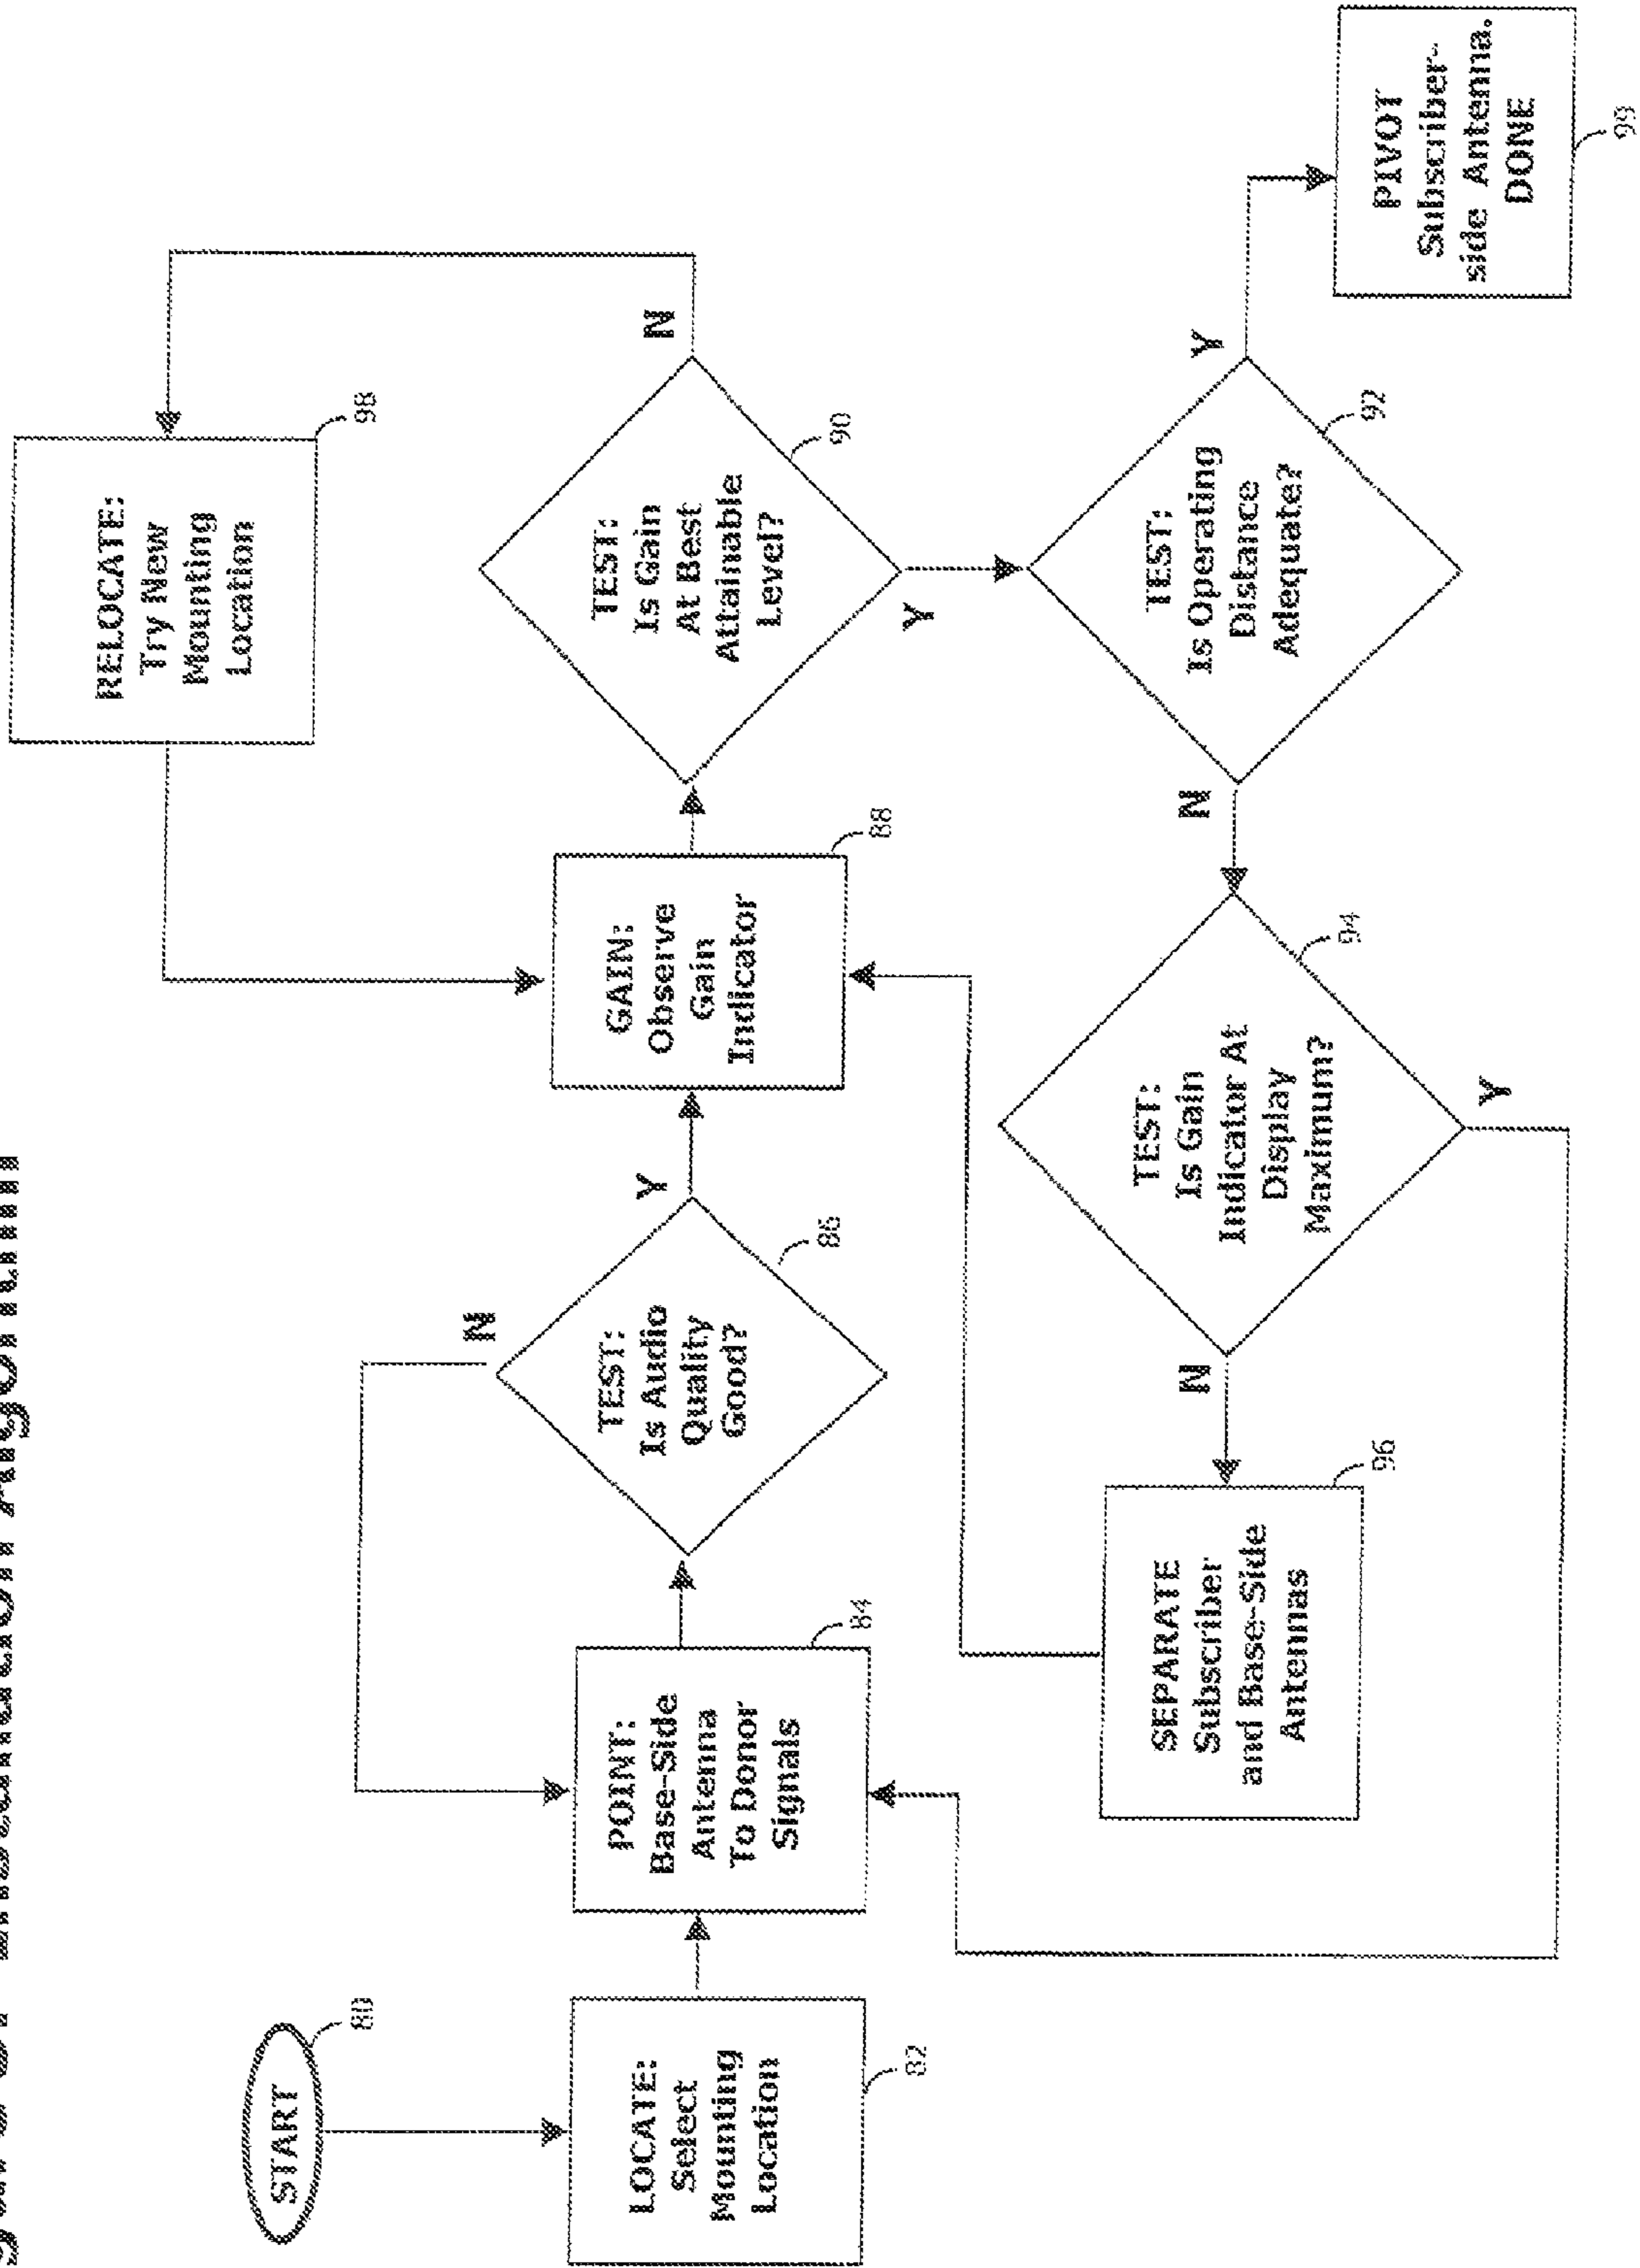 Installation Algorithm
START
80
LOCATE:
Select
Mounting
Location
82
POINT:
Base-Side
Antenna
To Donor
Signals
84
TEST:
Is Audio
Quality
Good?
86
N
Y
GAIN:
Observe
Gain
Indicator
88
TEST:
Is Gain
At Best
Attainable
Level?
90
N
Y
RELOCATE:
Try New
Mounting
Location
98
TEST:
Is Operating
Distance
Adequate?
92
Y
N
TEST:
Is Gain
Indicator At
Display
Maximum?
94
N
Y
SEPARATE
Subscriber
and Base-Side
Antennas
96
PIVOT
Subscriber-
side Antenna.
DONE
99